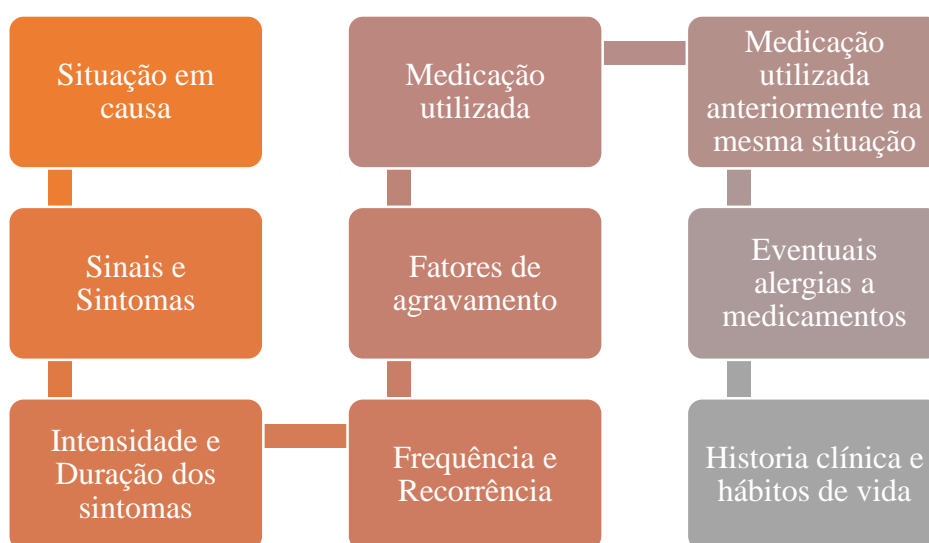 Situação em
causa
Sinais e
Sintomas
Intensidade e
Duração dos
sintomas
Frequência e
Recorrência
Fatores de
agravamento
Medicação
utilizada
Medicação
utilizada
anteriormente na
mesma situação
Eventuais
alergias a
medicamentos
Historia clínica e
hábitos de vida